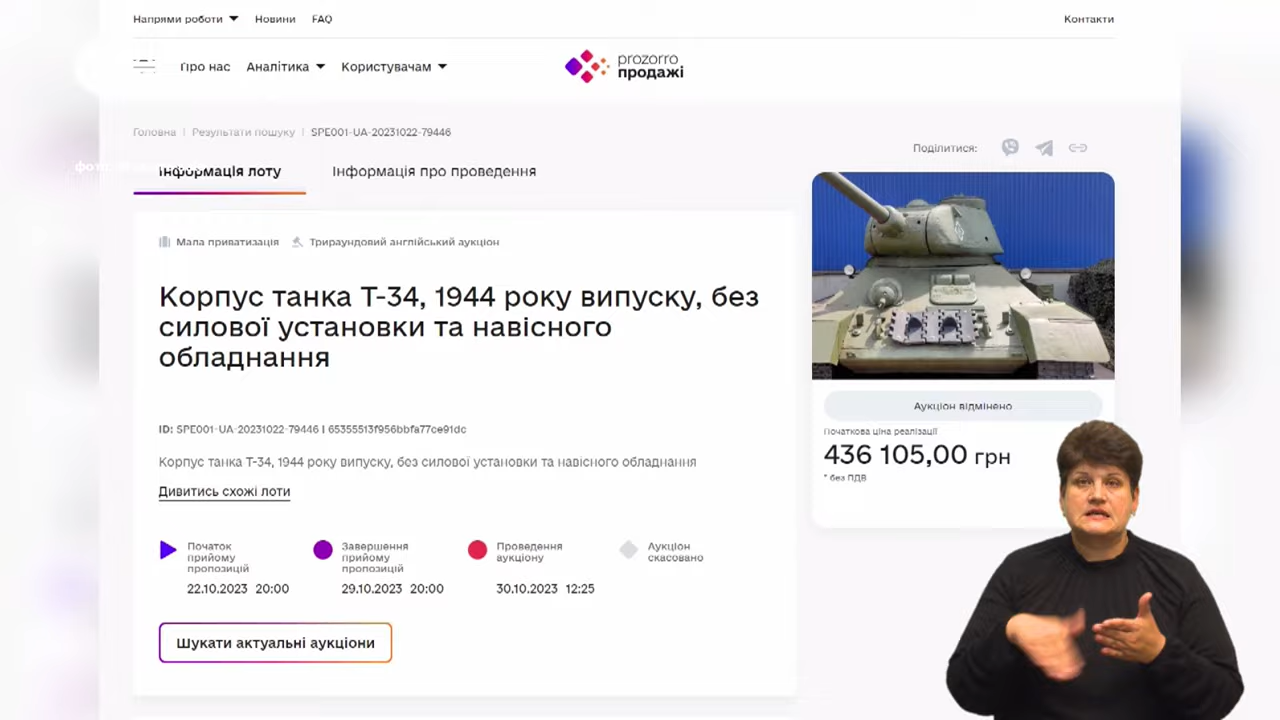 Напрями роботи
Новини
FAQ
Контакти
Про нас
Аналітика
Користувачам
prozorro
продажі
Головна | Результати пошуку | SPE001-UA-20231022-79446
Поділитися:
Інформація лоту
Інформація про проведення
Мала приватизація
Трираундовий англійський аукціон
Корпус танка Т-34, 1944 року випуску, без
силової установки та навісного
обладнання
Аукціон відмінено
Початкова ціна реалізації
436 105,00 грн
* без ПДВ
ID: SPE001-UA-20231022-79446 | 65355513f956bbfa77ce91dc
Корпус танка Т-34, 1944 року випуску, без силової установки та навісного обладнання
Дивитись схожі лоти
Початок
прийому
пропозицій
22.10.2023 20:00
Завершення
прийому
пропозицій
29.10.2023 20:00
Проведення
аукціону
30.10.2023 12:25
Аукціон
скасовано
Шукати актуальні аукціони